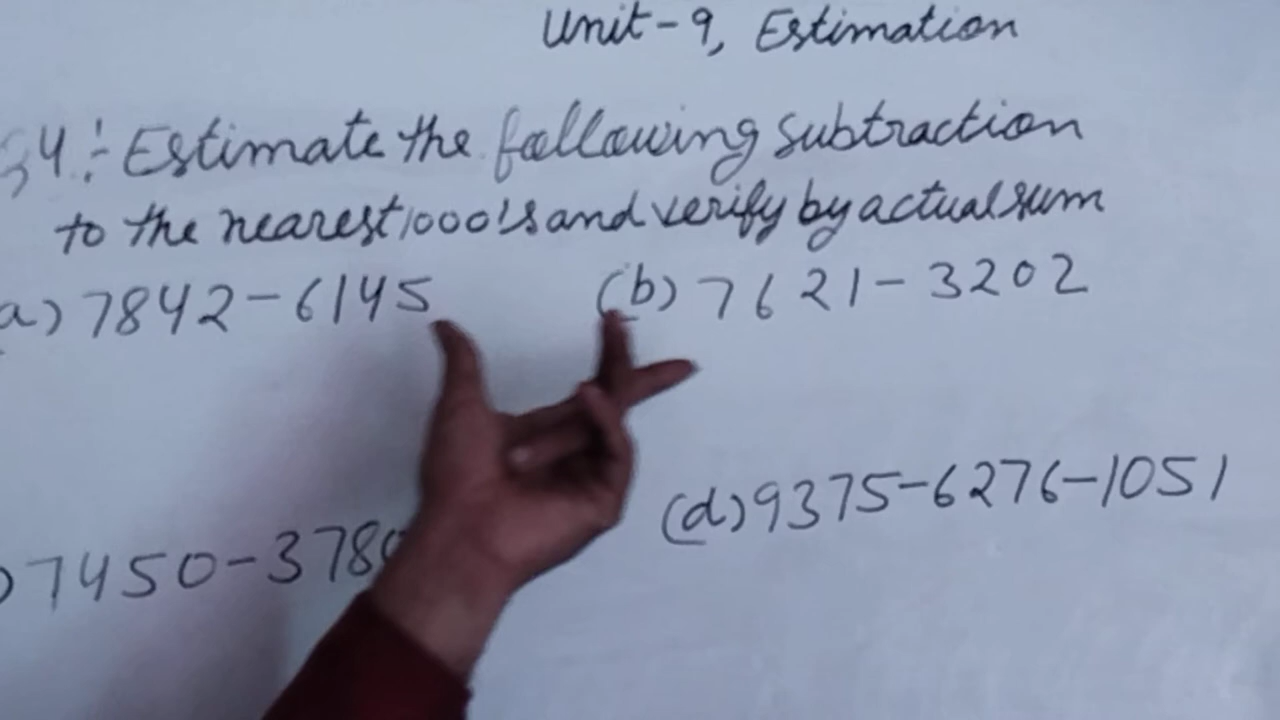 Unit-9, Estimation
4:- Estimate the following subtraction
to the nearest 1000's and verify by actual sum
a) 7842-6145 (b) 7621-3202
) 7450-378 (d) 9375-6276-1051